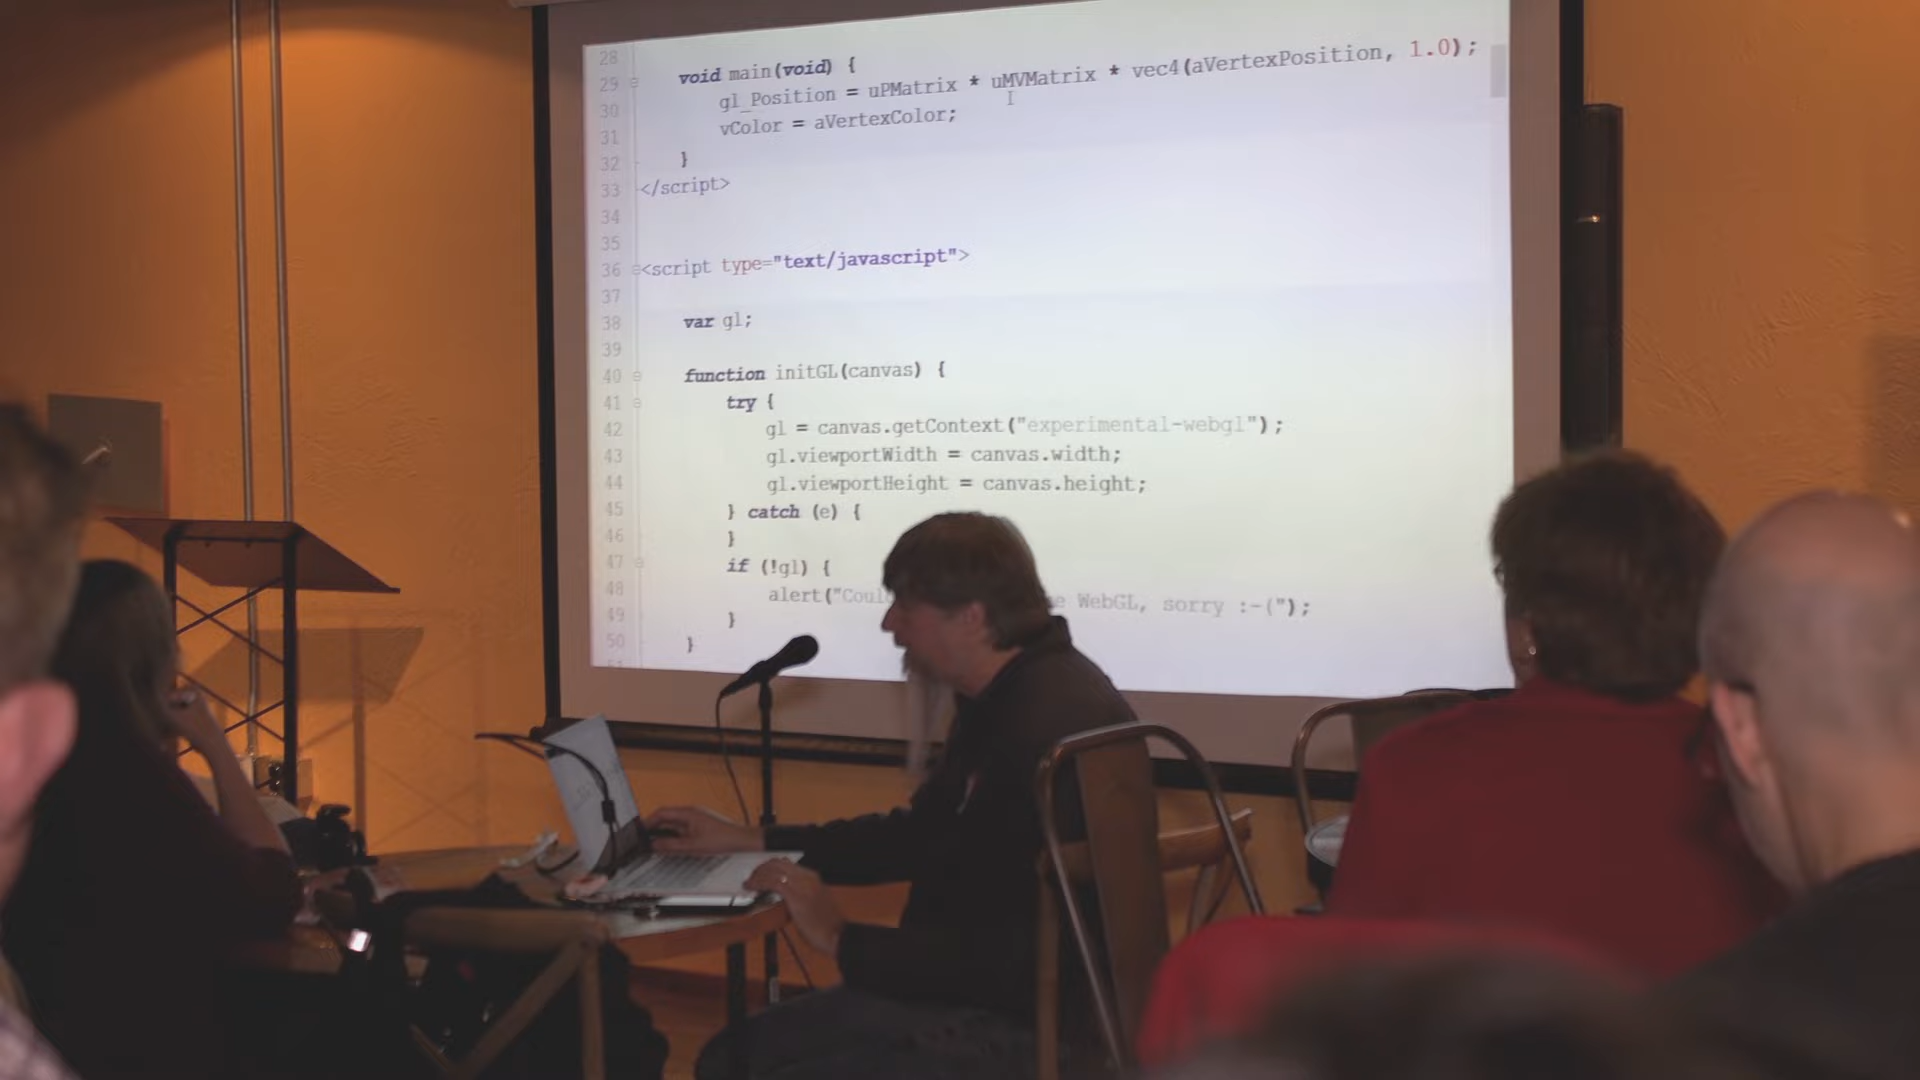 28
29 void main(void) {
30 gl_Position = uPMatrix * uMVMatrix * vec4(aVertexPosition, 1.0);
31 vColor = aVertexColor;
32 }
33 </script>
34
35
36 <script type="text/javascript">
37
38 var gl;
39
40 function initGL(canvas) {
41 try {
42 gl = canvas.getContext("experimental-webgl");
43 gl.viewportWidth = canvas.width;
44 gl.viewportHeight = canvas.height;
45 } catch (e) {
46 }
47 if (!gl) {
48 alert(" WebGL, sorry :-(");
49 }
50 }